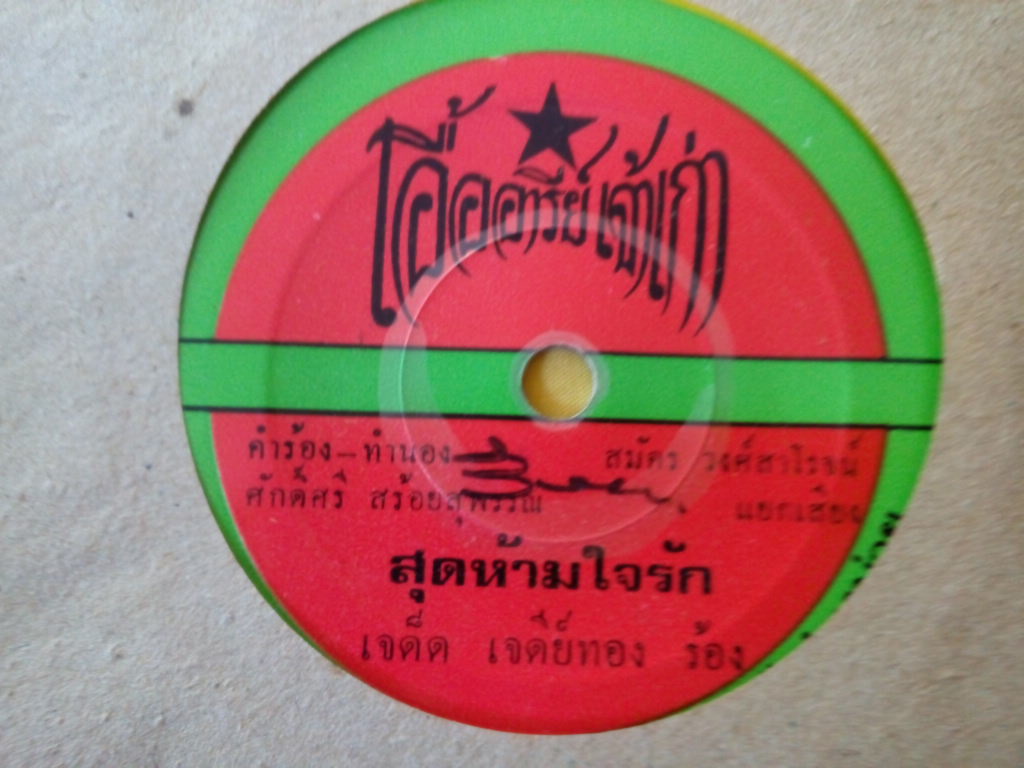 โอื้ออารีย์เจ้าเก่า
คำร้อง - ทำนอง สมัคร วงศ์สาโรจน์
ศักดิ์ศรี สร้อยสุพรรณ แยกเสียง
สุดห้ามใจรัก
เจด็ด เจดีย์ทอง ร้อง